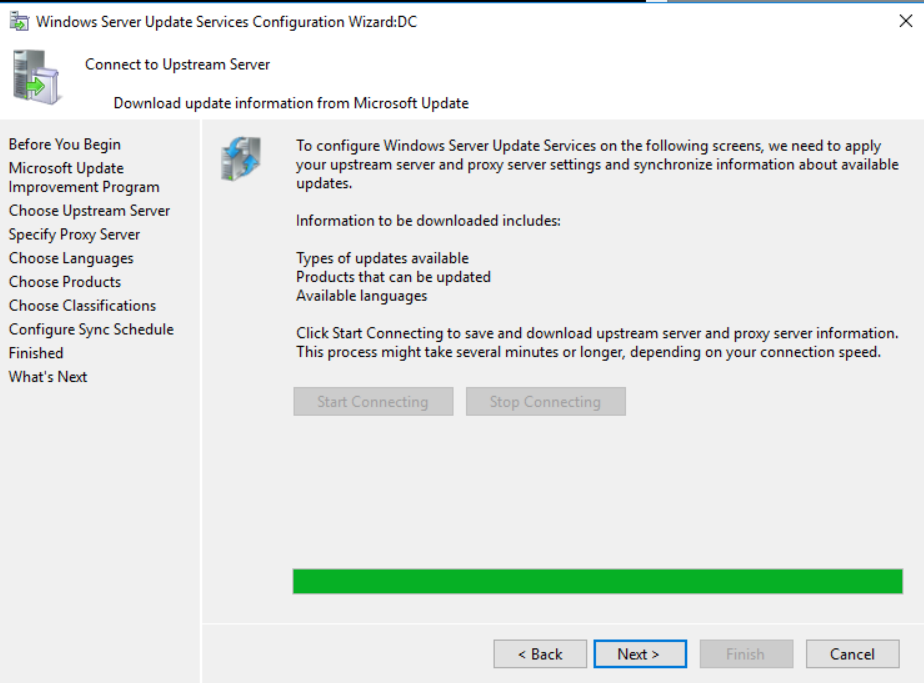 Windows Server Update Services Configuration Wizard:DC
Connect to Upstream Server
Download update information from Microsoft Update
Before You Begin
Microsoft Update
Improvement Program
Choose Upstream Server
Specify Proxy Server
Choose Languages
Choose Products
Choose Classifications
Configure Sync Schedule
Finished
What's Next
To configure Windows Server Update Services on the following screens, we need to apply
your upstream server and proxy server settings and synchronize information about available
updates.
Information to be downloaded includes:
Types of updates available
Products that can be updated
Available languages
Click Start Connecting to save and download upstream server and proxy server information.
This process might take several minutes or longer, depending on your connection speed.
Start Connecting
Stop Connecting
< Back
Next >
Finish
Cancel